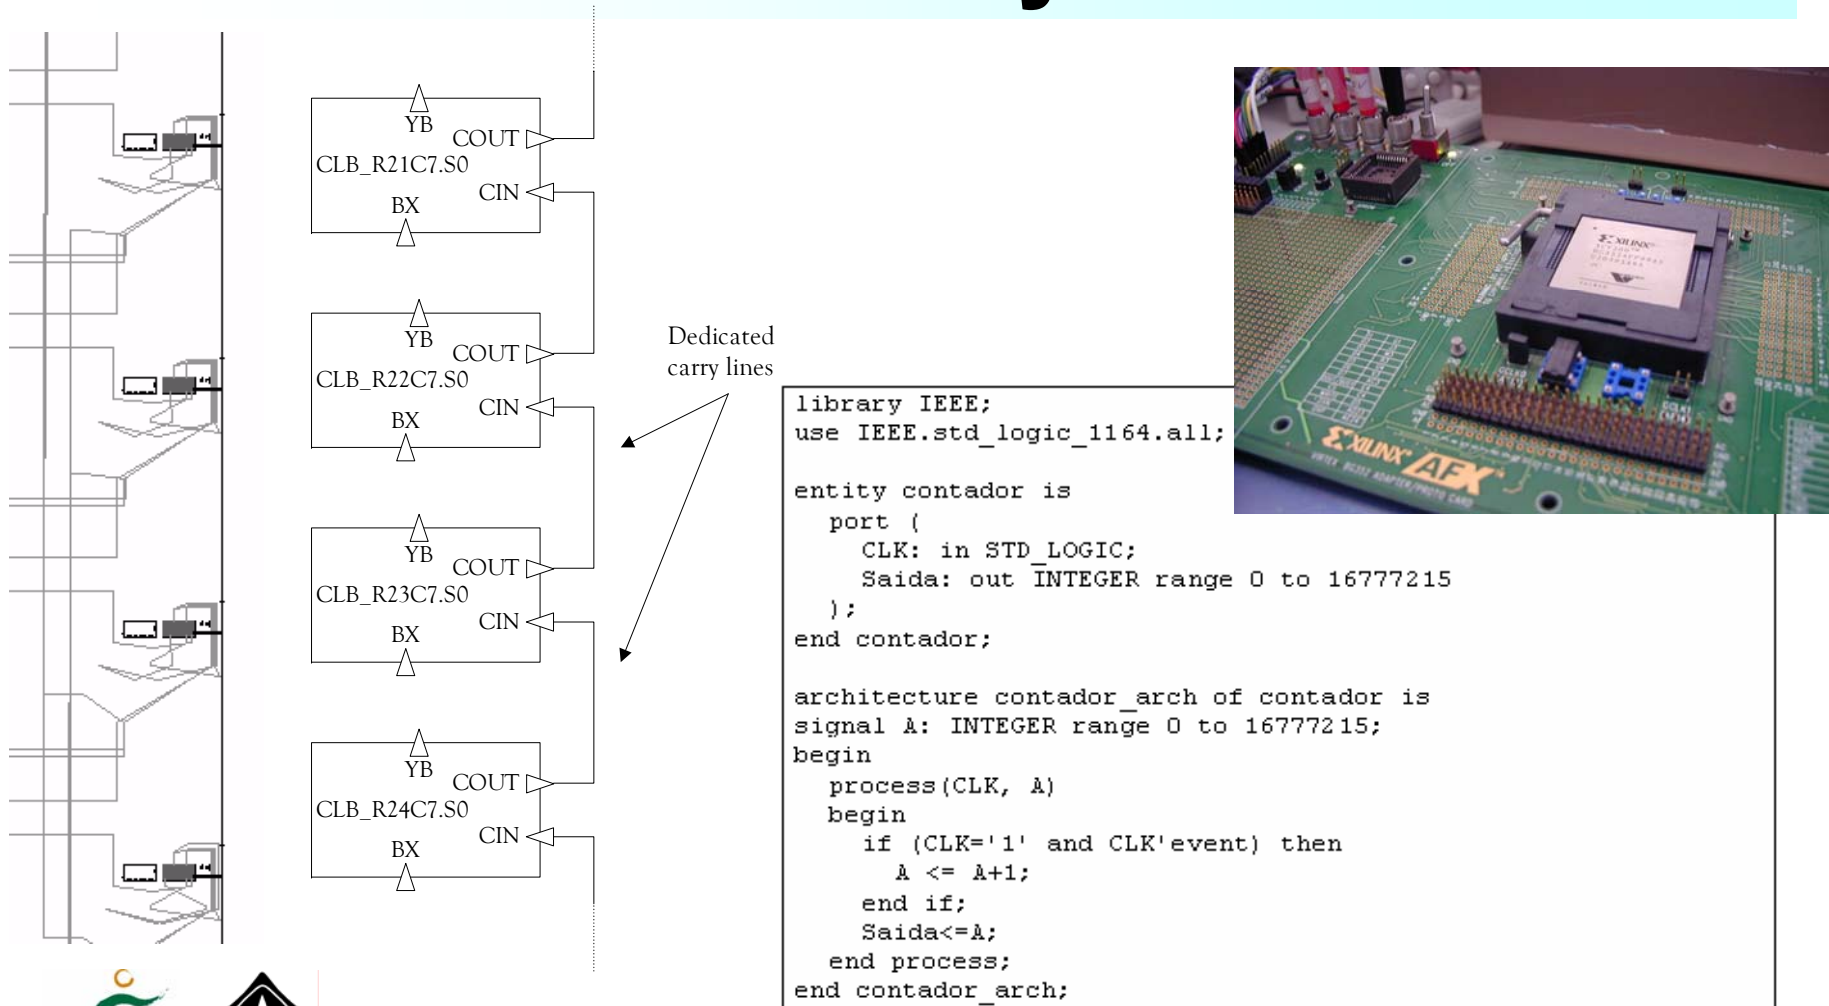 YB
COUT
CLB_R21C7.S0
CIN
BX
YB
COUT
CLB_R22C7.S0
CIN
BX
YB
COUT
CLB_R23C7.S0
CIN
BX
YB
COUT
CLB_R24C7.S0
CIN
BX
Dedicated
carry lines
library IEEE;
use IEEE.std_logic_1164.all;
entity contador is
port (
CLK: in STD_LOGIC;
Saida: out INTEGER range 0 to 16777215
);
end contador;
architecture contador_arch of contador is
signal A: INTEGER range 0 to 16777215;
begin
process(CLK, A)
begin
if (CLK='1' and CLK'event) then
A <= A+1;
end if;
Saida<=A;
end process;
end contador_arch;
XILINX
XILINX AFX
ADAPTER/PROTO CARD